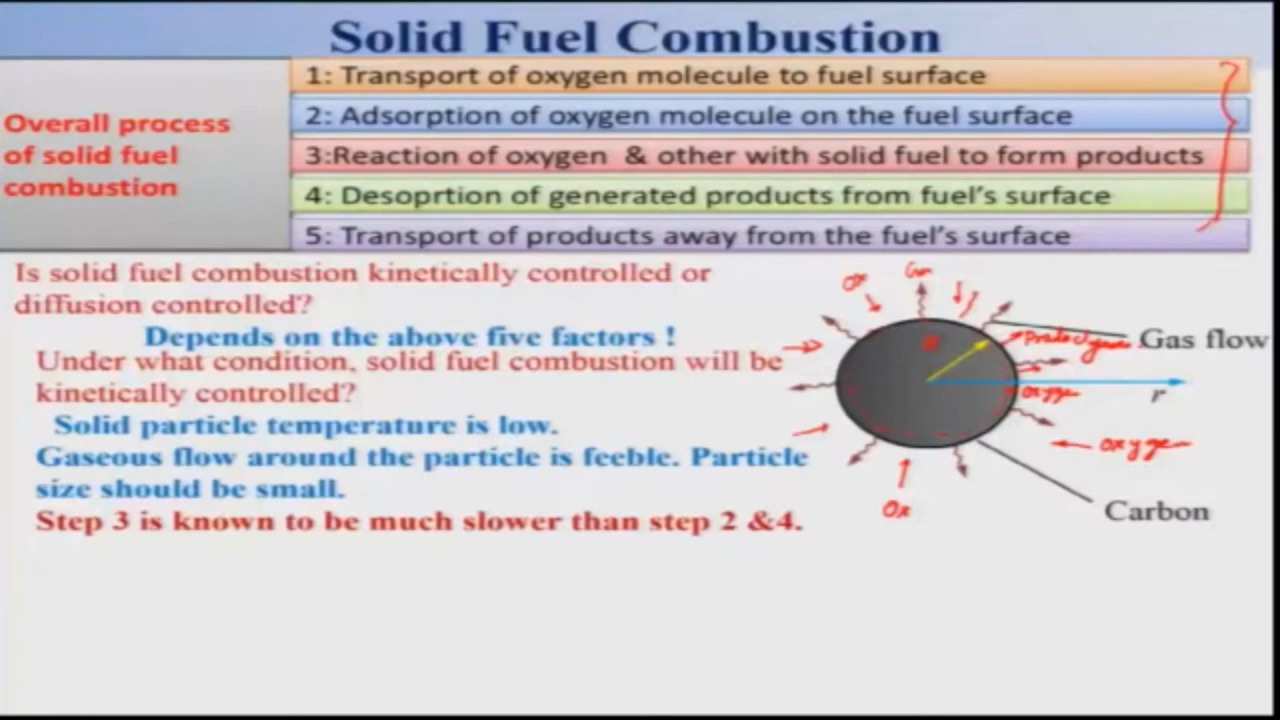 Solid Fuel Combustion
Overall process
of solid fuel
combustion
1: Transport of oxygen molecule to fuel surface
2: Adsorption of oxygen molecule on the fuel surface
3:Reaction of oxygen & other with solid fuel to form products
4: Desoprtion of generated products from fuel's surface
5: Transport of products away from the fuel's surface
Is solid fuel combustion kinetically controlled or
diffusion controlled?
Depends on the above five factors !
Under what condition, solid fuel combustion will be
kinetically controlled?
Solid particle temperature is low.
Gaseous flow around the particle is feeble. Particle
size should be small.
Step 3 is known to be much slower than step 2 &4.
ox
Gas flow
r
oxyge
ox
Carbon